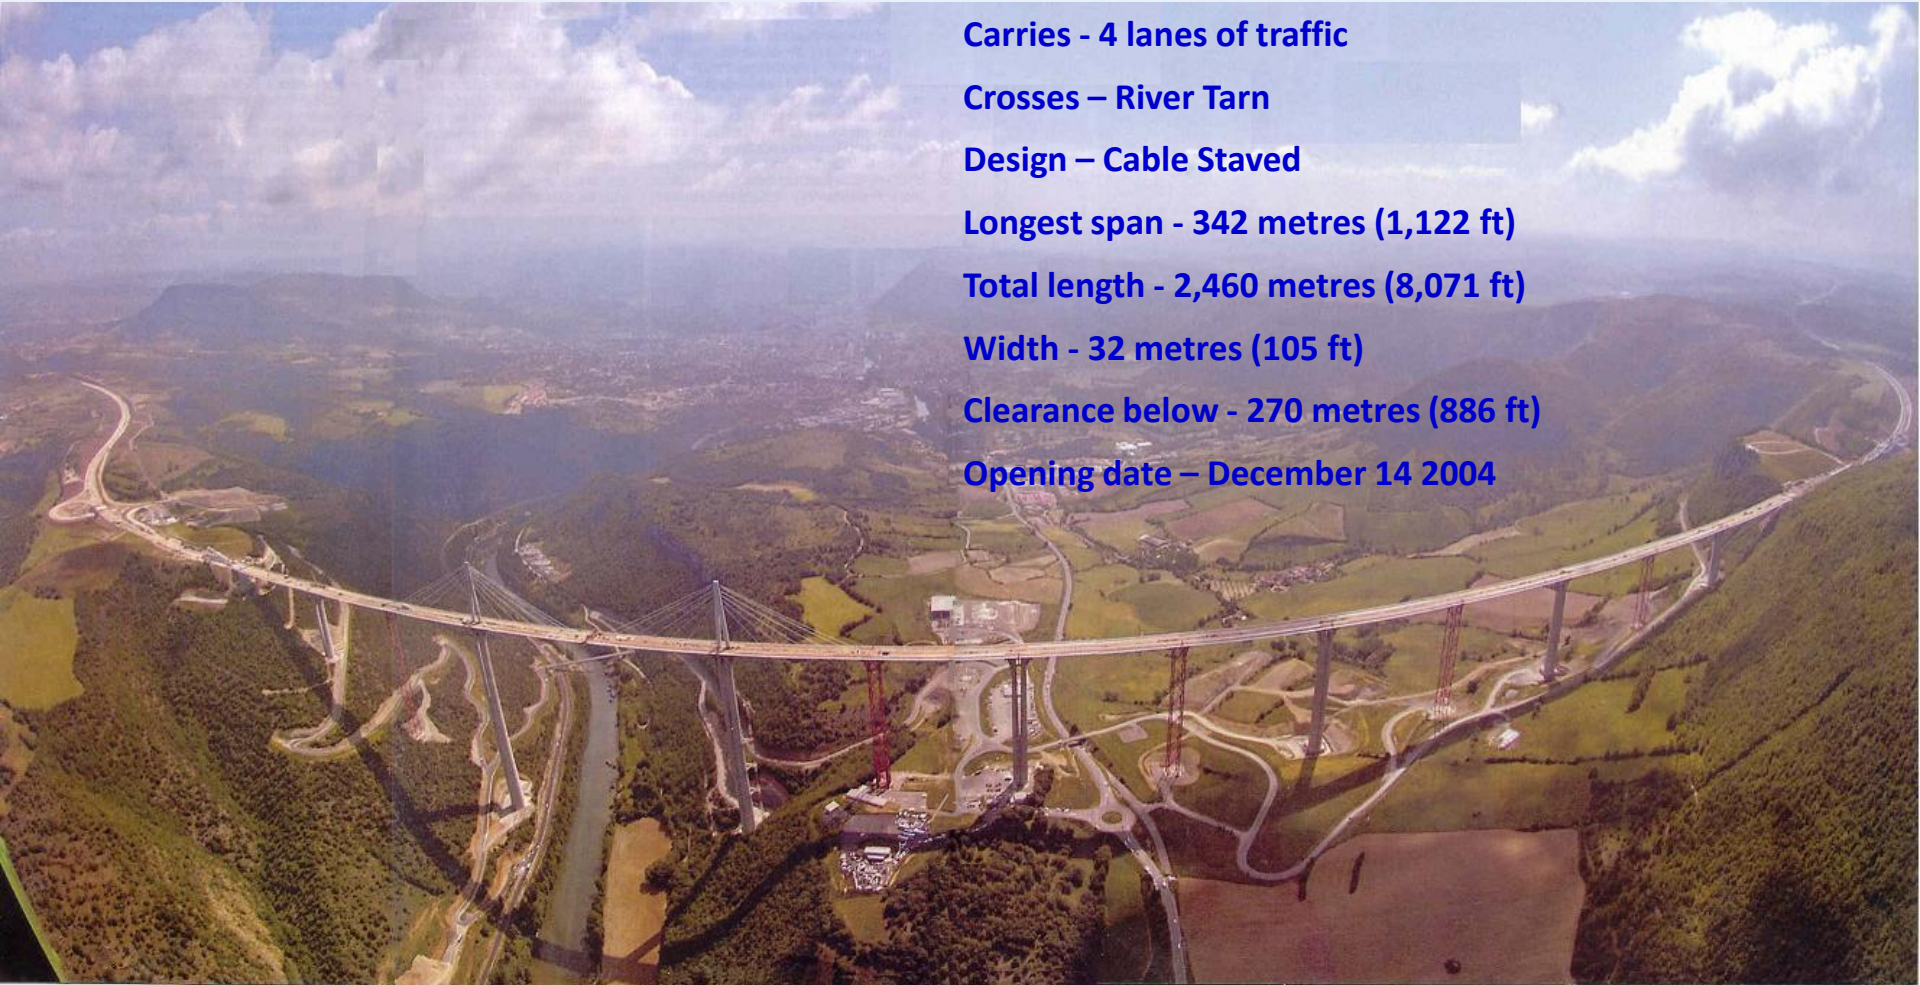 Carries - 4 lanes of traffic
Crosses – River Tarn
Design – Cable Staved
Longest span - 342 metres (1,122 ft)
Total length - 2,460 metres (8,071 ft)
Width - 32 metres (105 ft)
Clearance below - 270 metres (886 ft)
Opening date – December 14 2004